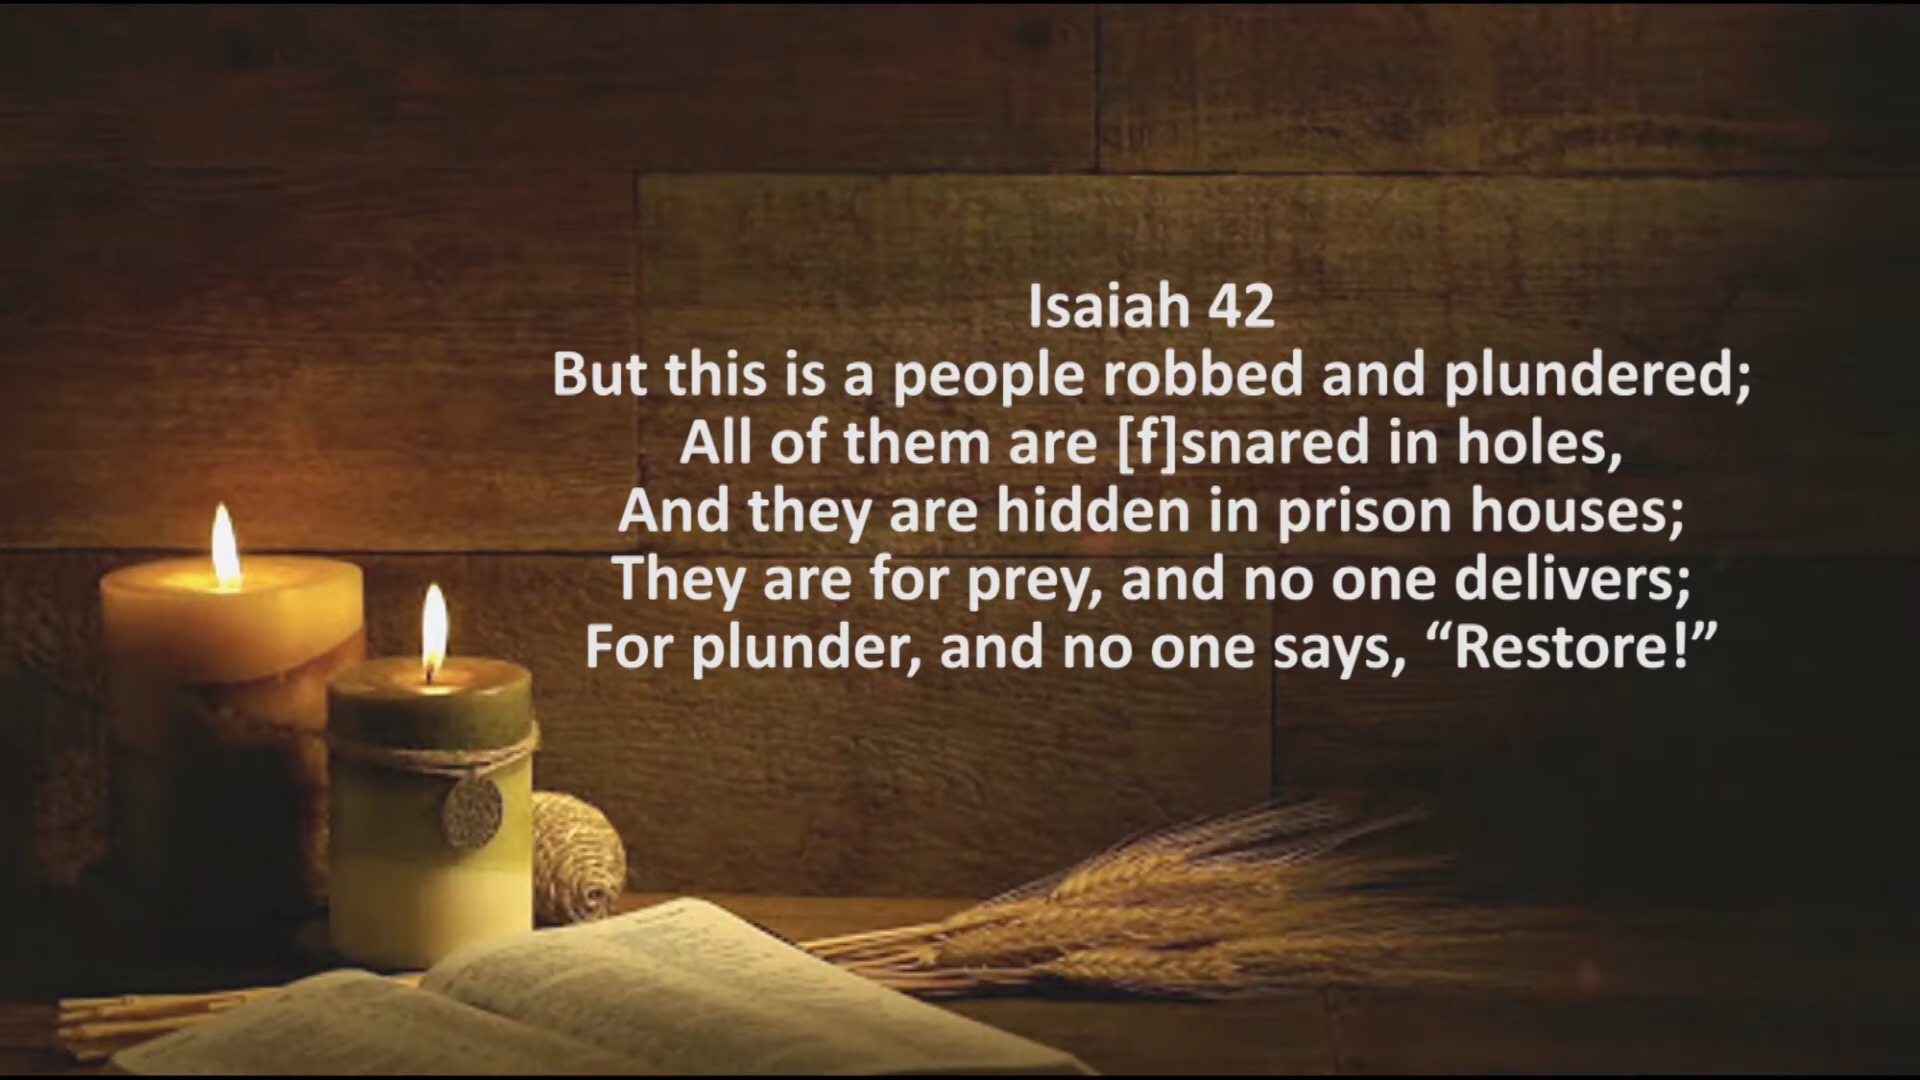 Isaiah 42
But this is a people robbed and plundered;
All of them are [f]snared in holes,
And they are hidden in prison houses;
They are for prey, and no one delivers;
For plunder, and no one says, “Restore!”